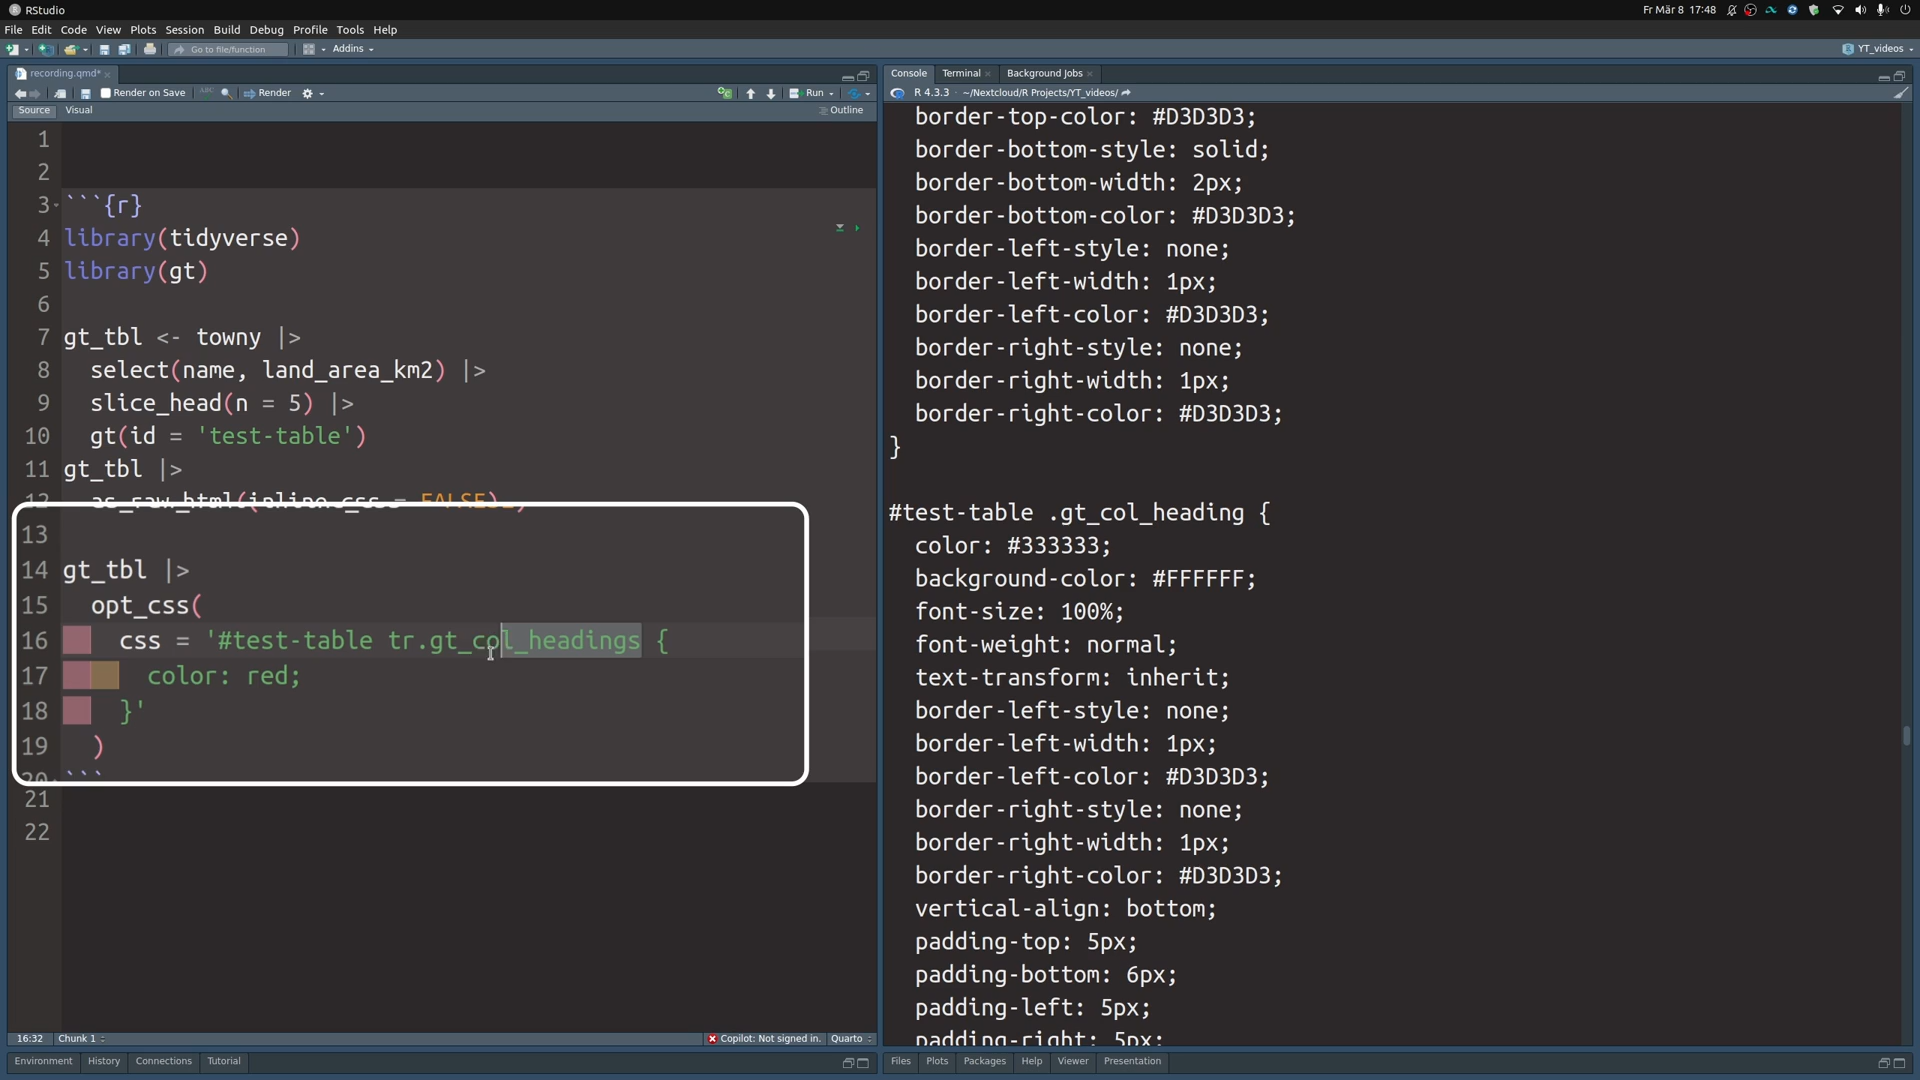 RStudio
Fr Mär 8 17:48
File Edit Code View Plots Session Build Debug Profile Tools Help
Go to file/function
Addins
YT_videos
recording.qmd*
Render on Save
ABC
Render
Run
Source Visual
Outline
1
2
3 ```{r}
4 library(tidyverse)
5 library(gt)
6
7 gt_tbl <- towny |>
8 select(name, land_area_km2) |>
9 slice_head(n = 5) |>
10 gt(id = 'test-table')
11 gt_tbl |>
12 as_raw_html(inline_css = FALSE)
13
14 gt_tbl |>
15 opt_css(
16 css = '#test-table tr.gt_col_headings {
17 color: red;
18 }'
19 )
20 ```
21
22
16:32 Chunk 1
Copilot: Not signed in. Quarto
Environment History Connections Tutorial
Console Terminal Background Jobs
R 4.3.3 · ~/Nextcloud/R Projects/YT_videos/
border-top-color: #D3D3D3;
border-bottom-style: solid;
border-bottom-width: 2px;
border-bottom-color: #D3D3D3;
border-left-style: none;
border-left-width: 1px;
border-left-color: #D3D3D3;
border-right-style: none;
border-right-width: 1px;
border-right-color: #D3D3D3;
}
#test-table .gt_col_heading {
color: #333333;
background-color: #FFFFFF;
font-size: 100%;
font-weight: normal;
text-transform: inherit;
border-left-style: none;
border-left-width: 1px;
border-left-color: #D3D3D3;
border-right-style: none;
border-right-width: 1px;
border-right-color: #D3D3D3;
vertical-align: bottom;
padding-top: 5px;
padding-bottom: 6px;
padding-left: 5px;
padding-right: 5px;
Files Plots Packages Help Viewer Presentation